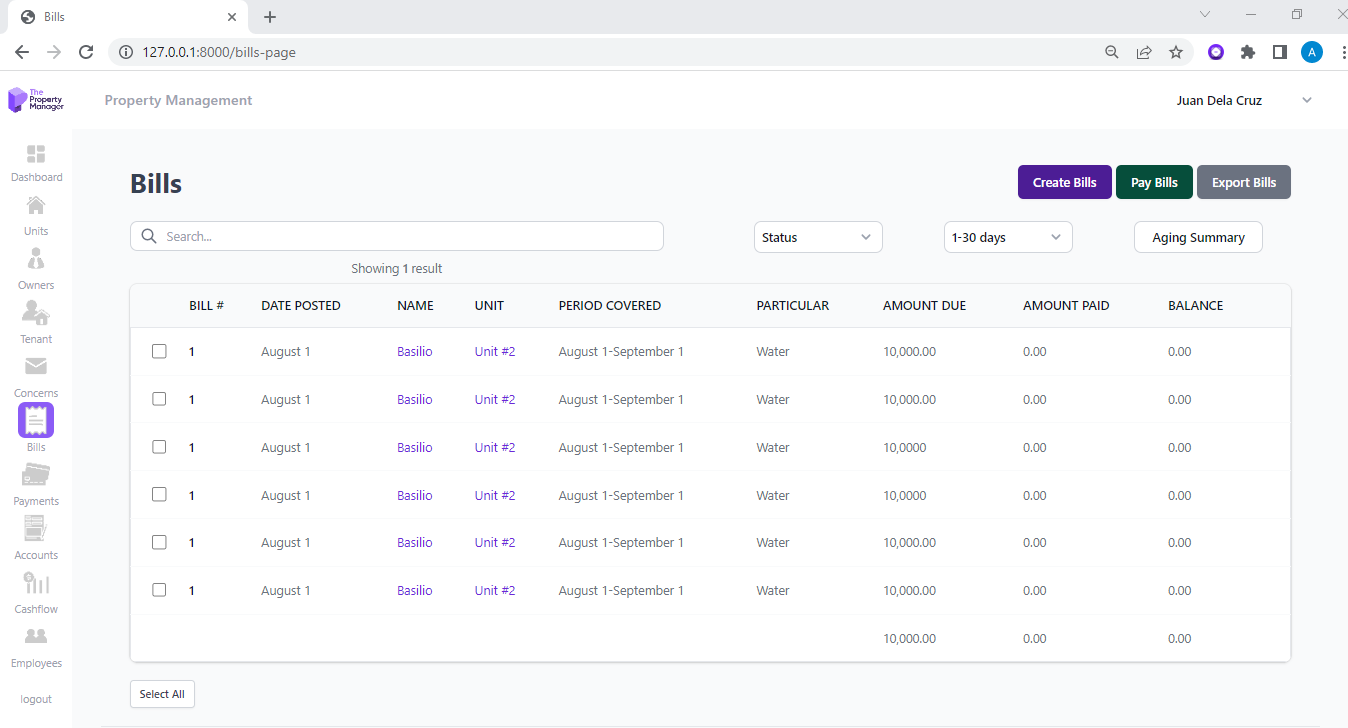 Bills
127.0.0.1:8000/bills-page
A
The
Property
Manager
Property Management
Juan Dela Cruz
Dashboard
Units
Owners
Tenant
Concerns
Bills
Payments
Accounts
Cashflow
Employees
logout
Bills
Create Bills Pay Bills Export Bills
Search... Status 1-30 days Aging Summary
Showing 1 result
BILL # DATE POSTED NAME UNIT PERIOD COVERED PARTICULAR AMOUNT DUE AMOUNT PAID BALANCE
1 August 1 Basilio Unit #2 August 1-September 1 Water 10,000.00 0.00 0.00
1 August 1 Basilio Unit #2 August 1-September 1 Water 10,000.00 0.00 0.00
1 August 1 Basilio Unit #2 August 1-September 1 Water 10,0000 0.00 0.00
1 August 1 Basilio Unit #2 August 1-September 1 Water 10,0000 0.00 0.00
1 August 1 Basilio Unit #2 August 1-September 1 Water 10,000.00 0.00 0.00
1 August 1 Basilio Unit #2 August 1-September 1 Water 10,000.00 0.00 0.00
10,000.00 0.00 0.00
Select All